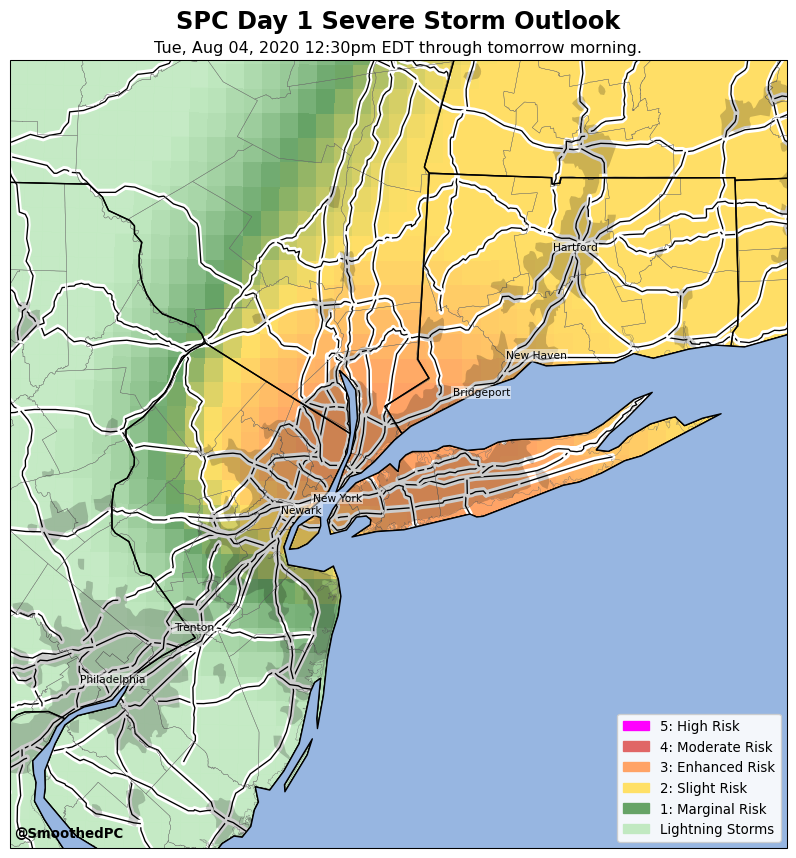 SPC Day 1 Severe Storm Outlook
Tue, Aug 04, 2020 12:30pm EDT through tomorrow morning.
Hartford
New Haven
Bridgeport
New York
Newark
Trenton
Philadelphia
5: High Risk
4: Moderate Risk
3: Enhanced Risk
2: Slight Risk
1: Marginal Risk
Lightning Storms
@SmoothedPC